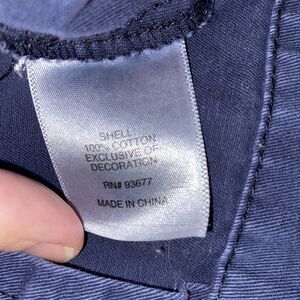 SHELL
100% COTTON
EXCLUSIVE OF
DECORATION
RN# 93677
MADE IN CHINA